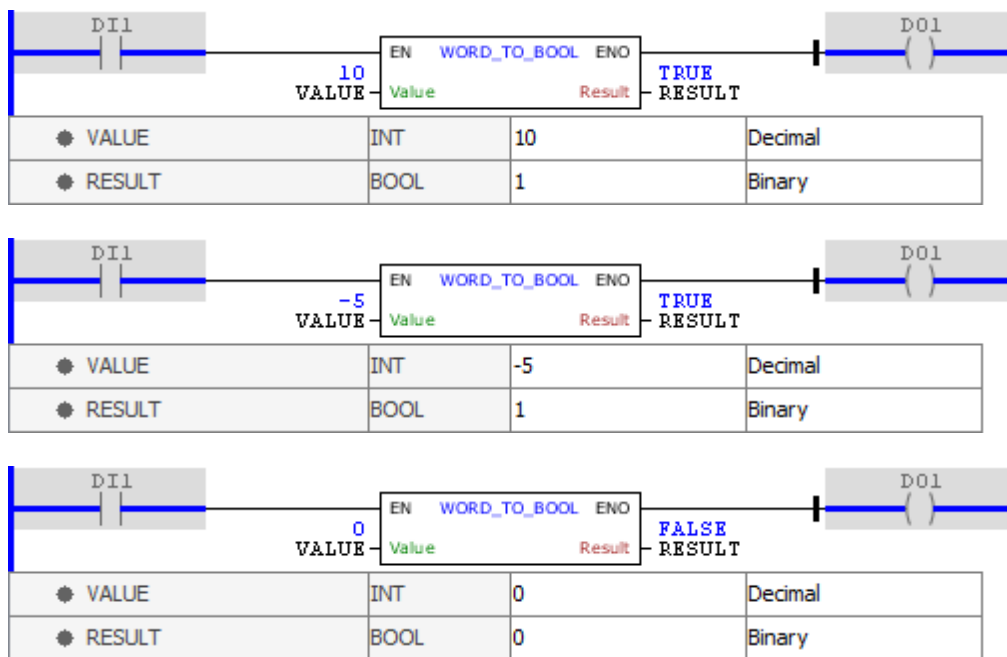 DI1 DO1
EN WORD_TO_BOOL ENO
10 TRUE
VALUE Value Result RESULT
VALUE INT 10 Decimal
RESULT BOOL 1 Binary
DI1 DO1
EN WORD_TO_BOOL ENO
-5 TRUE
VALUE Value Result RESULT
VALUE INT -5 Decimal
RESULT BOOL 1 Binary
DI1 DO1
EN WORD_TO_BOOL ENO
0 FALSE
VALUE Value Result RESULT
VALUE INT 0 Decimal
RESULT BOOL 0 Binary